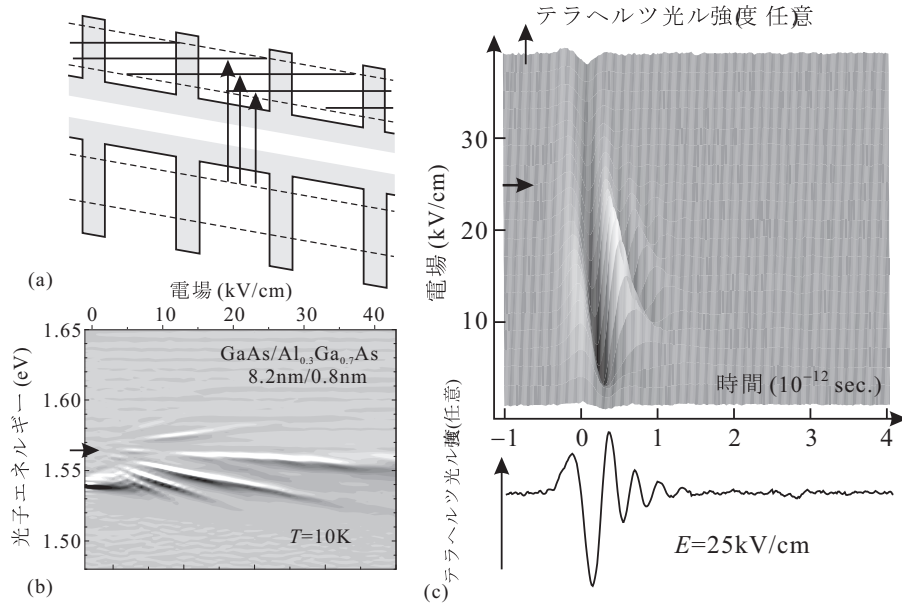 (a)
電場 (kV/cm)
0 10 20 30 40
1.65
1.60
1.55
1.50
光子エネルギー (eV)
GaAs/Al₀.₃Ga₀.₇As
8.2nm/0.8nm
T=10K
(b)
テラヘルツ光ル強度(任意
電場 (kV/cm)
30
20
10
時間 (10⁻¹² sec.)
−1 0 1 2 3 4
テラヘルツ光ル (任意)
E=25kV/cm
(c)